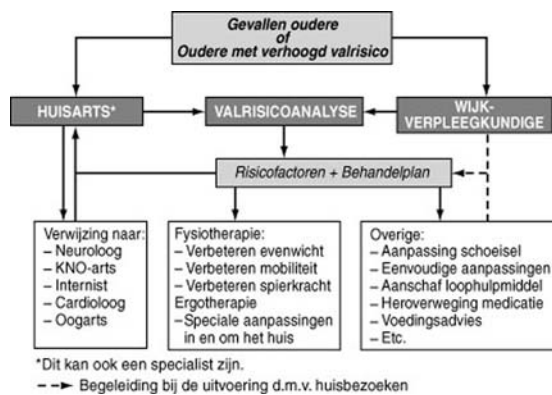 Gevallen oudere
of
Oudere met verhoogd valrisico
HUISARTS*
VALRISICOANALYSE
WIJK-
VERPLEEGKUNDIGE
Risicofactoren + Behandelplan
Verwijzing naar:
– Neuroloog
– KNO-arts
– Internist
– Cardioloog
– Oogarts
Fysiotherapie:
– Verbeteren evenwicht
– Verbeteren mobiliteit
– Verbeteren spierkracht
Ergotherapie
– Speciale aanpassingen
in en om het huis
Overige:
– Aanpassing schoeisel
– Eenvoudige aanpassingen
– Aanschaf loophulpmiddel
– Heroverweging medicatie
– Voedingsadvies
– Etc.
*Dit kan ook een specialist zijn.
Begeleiding bij de uitvoering d.m.v. huisbezoeken